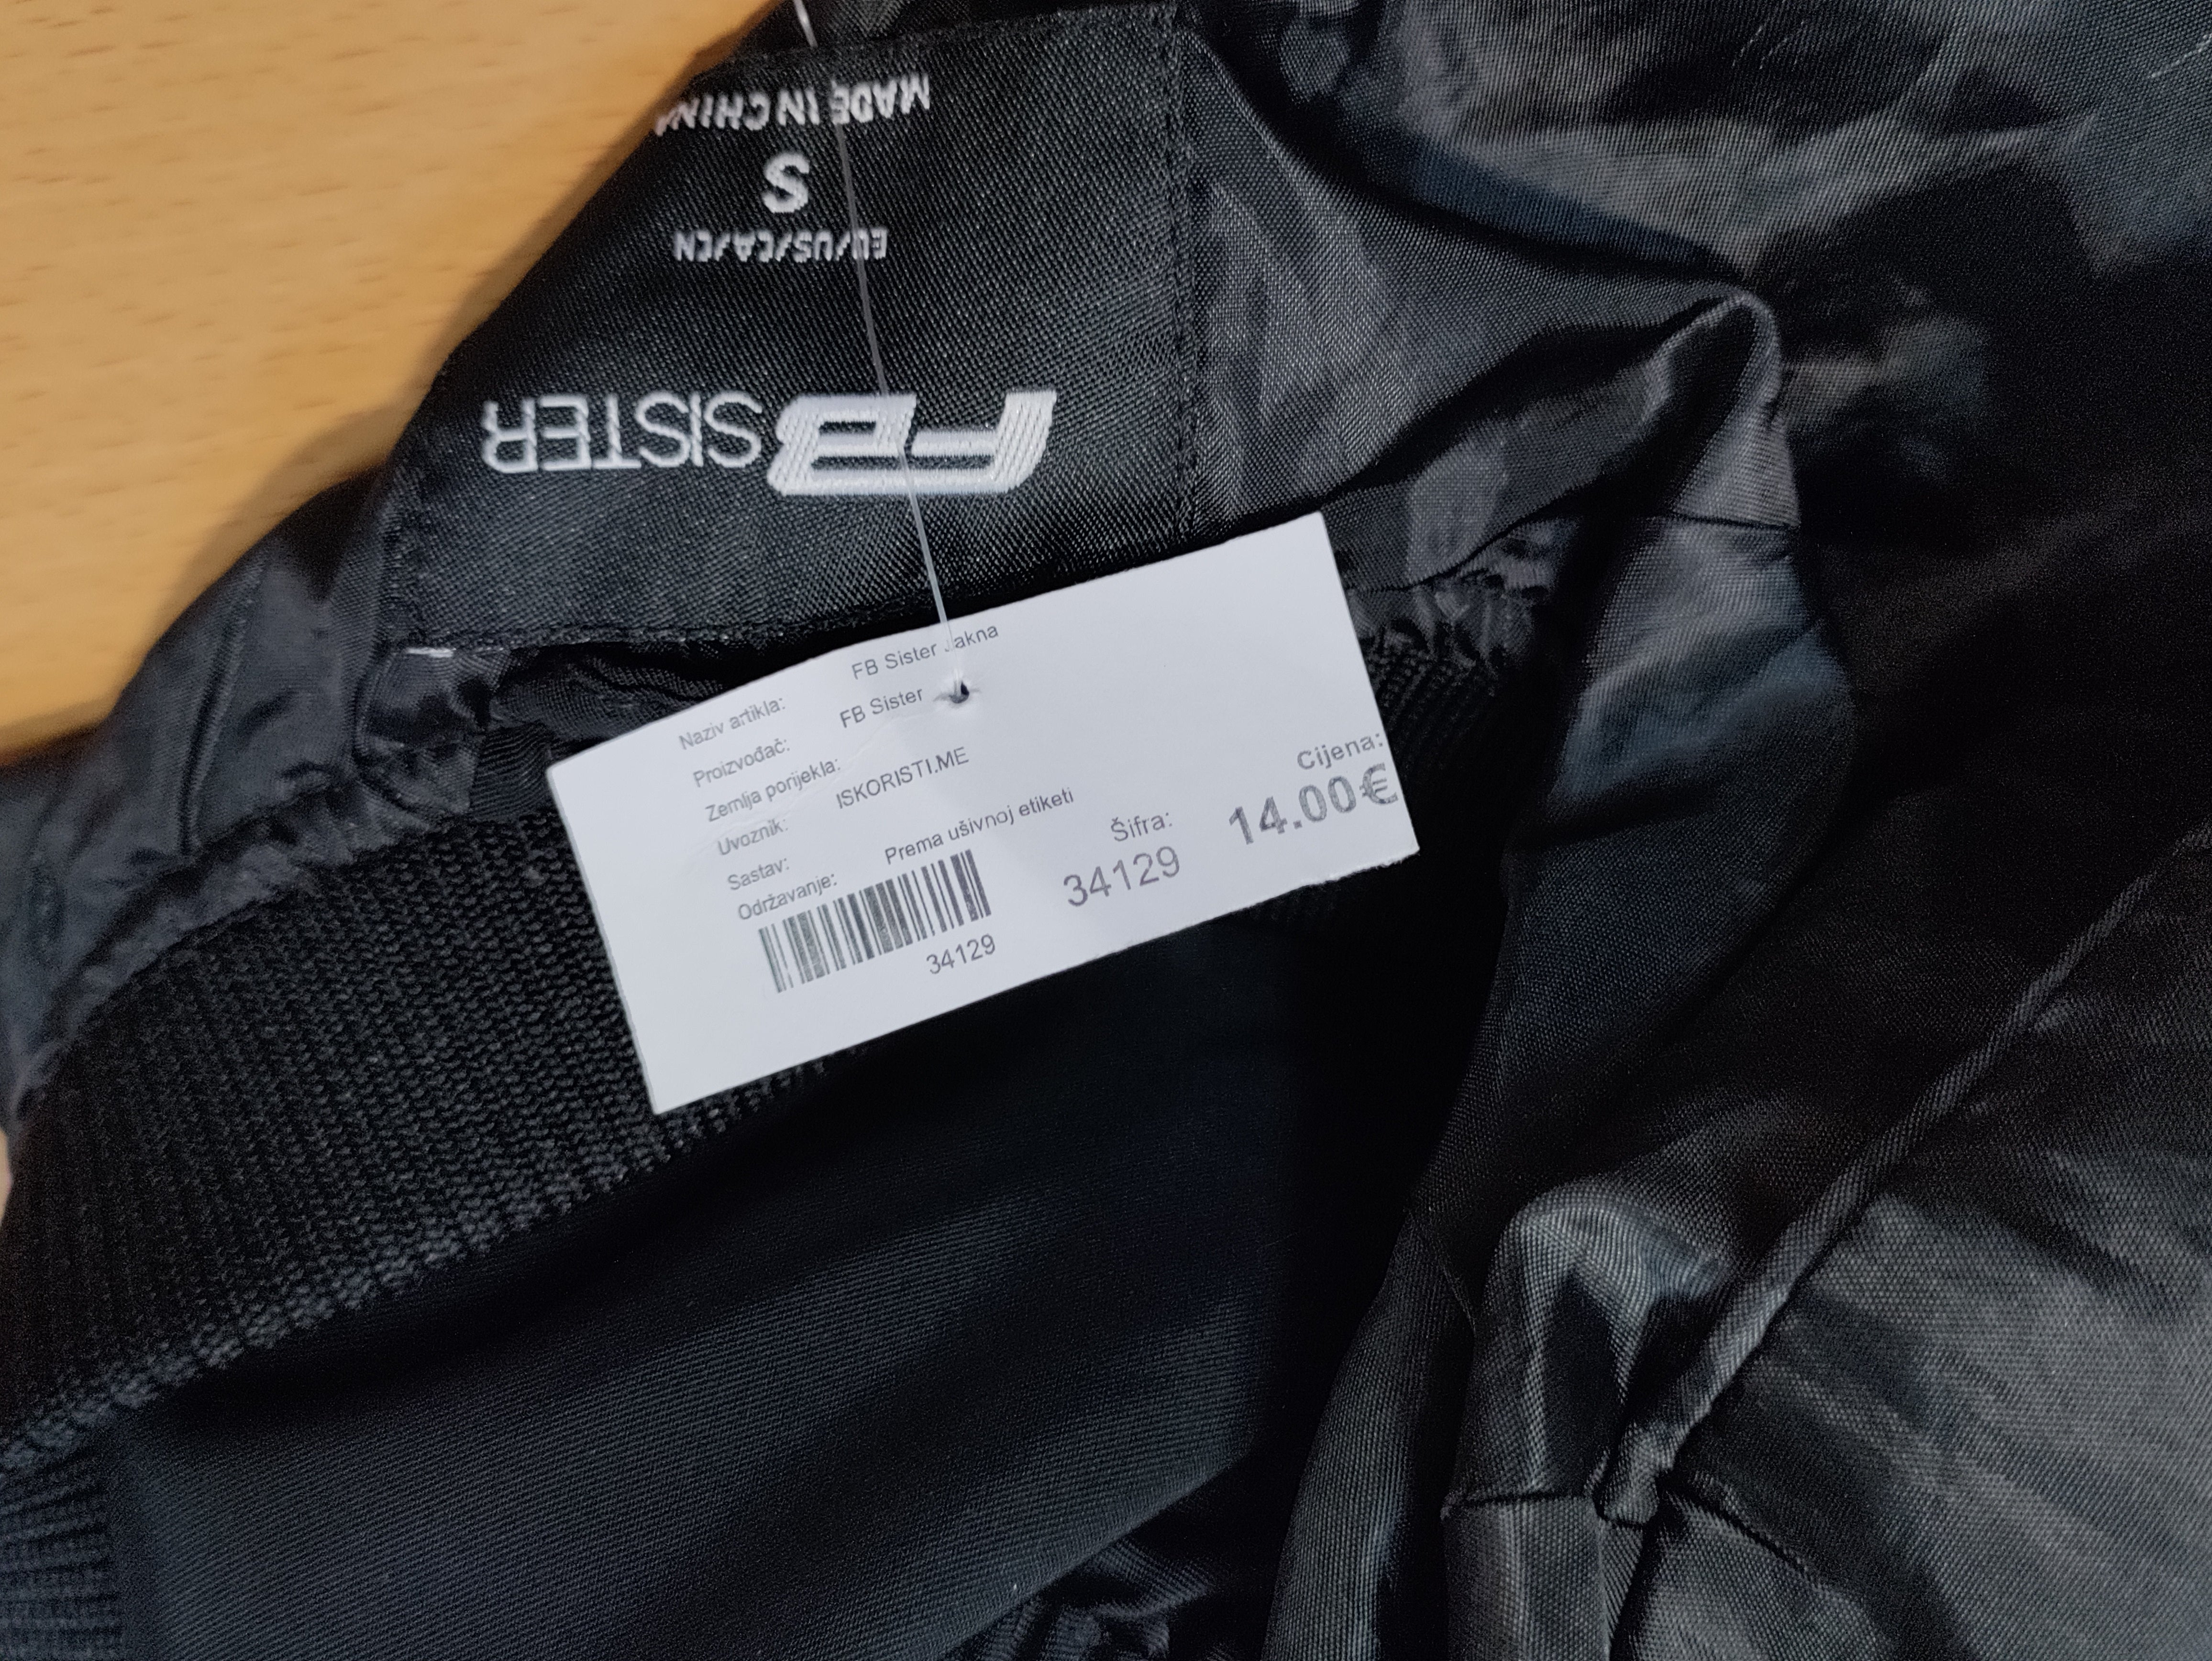 FB SISTER
EU/US/CA/CN
S
MADE IN CHINA
Naziv artikla: FB Sister Jakna
Proizvođač: FB Sister
Zemlja porijekla:
Uvoznik: ISKORISTI.ME
Sastav:
Održavanje: Prema ušivnoj etiketi
34129
Šifra:
34129
Cijena:
14.00€